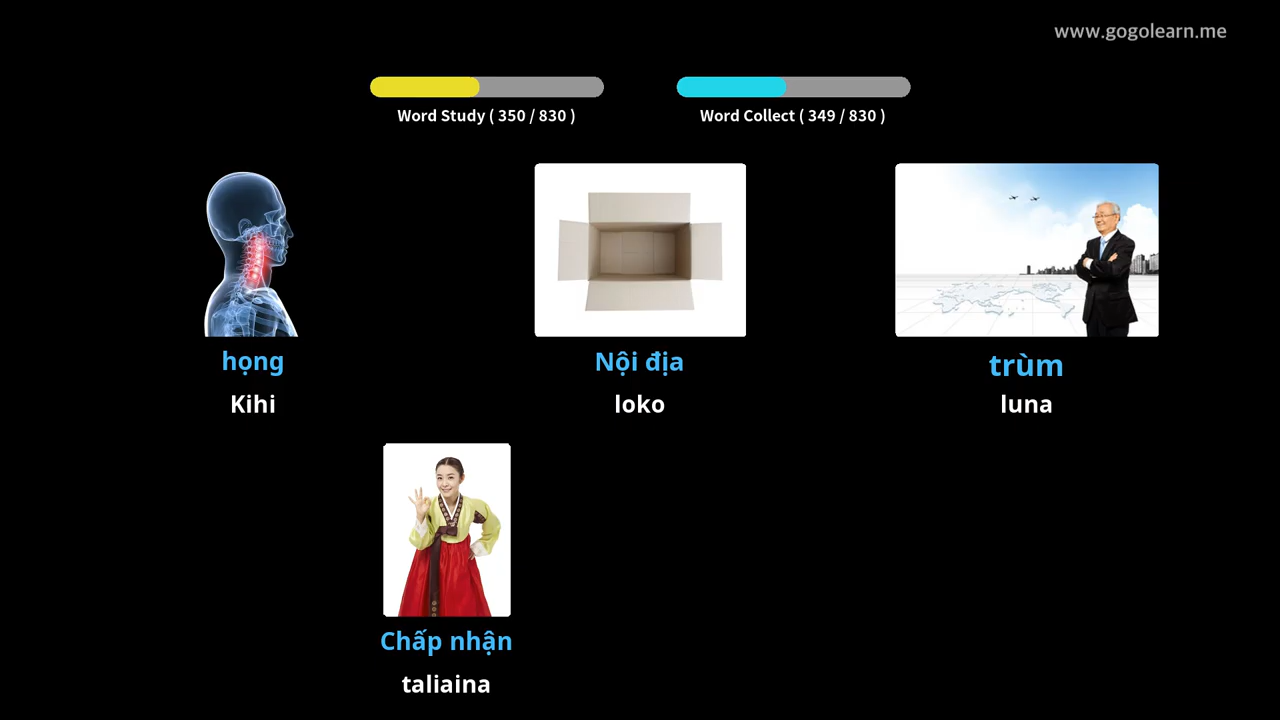 www.gogolearn.me
Word Study ( 350 / 830 )
Word Collect ( 349 / 830 )
họng
Kihi
Nội địa
loko
trùm
luna
Chấp nhận
taliaina